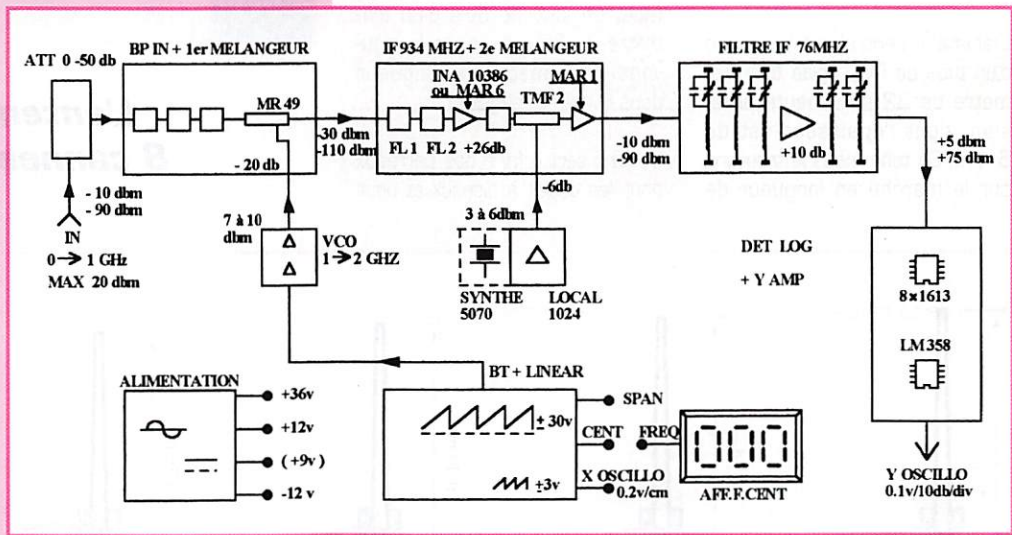 BP IN + 1er MELANGEUR
IF 934 MHZ + 2e MELANGEUR
FILTRE IF 76MHZ
ATT 0 -50 db
INA 10386
ou MAR 6
MAR 1
TMF 2
MR 49
-30 dbm
-110 dbm
FL 1
FL 2
+26db
-10 dbm
-90 dbm
+10 db
+5 dbm
+75 dbm
- 20 db
-6db
- 10 dbm
- 90 dbm
IN
0 → 1 GHz
MAX 20 dbm
7 à 10
dbm
VCO
1 → 2 GHZ
3 à 6dbm
SYNTHE
5070
LOCAL
1024
DET LOG
+ Y AMP
8 x 1613
LM 358
ALIMENTATION
+36v
+12v
( +9v )
-12 v
BT + LINEAR
± 30v
±3v
SPAN
CENT
FREQ
X OSCILLO
0.2v/cm
000
AFF.F.CENT
Y OSCILLO
0.1v/10db/div